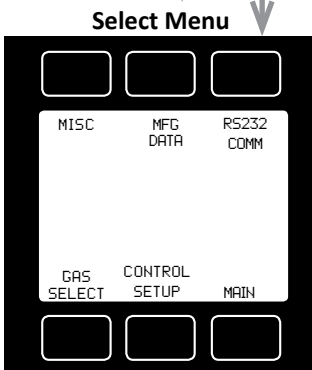 Select Menu
MISC MFG DATA RS232 COMM
GAS SELECT CONTROL SETUP MAIN